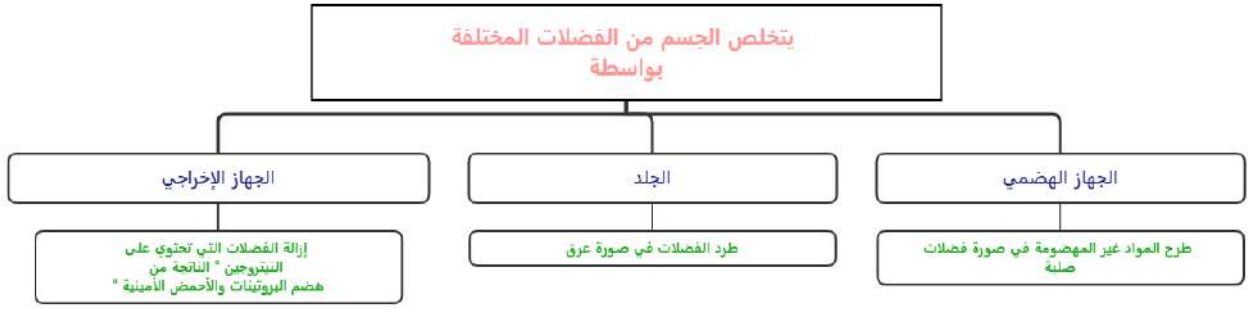 يتخلص الجسم من الفضلات المختلفة
بواسطة
الجهاز الهضمي
الجلد
الجهاز الإخراجي
طرح المواد غير المهضومة في صورة فضلات
صلبة
طرد الفضلات في صورة عرق
إزالة الفضلات التي تحتوي على
النيتروجين " الناتجة من
هضم البروتينات والأحمض الأمينية "